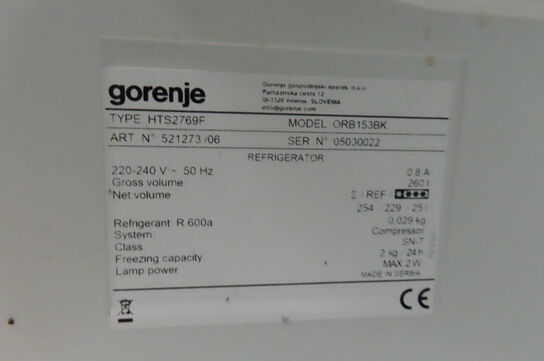 gorenje
Gorenje gospodinjski aparati, d.o.o.
Partizanska cesta 12
SI-3320 Velenje, SLOVENIA
info@gorenje.com
TYPE HTS2769F MODEL ORB153BK
ART N° 521273 /06 SER N° 05030022
REFRIGERATOR
220-240 V ~ 50 Hz 0.8 A
Gross volume 260 l
*Net volume Σ REF /
254 229 25 l
Refrigerant: R 600a 0.029 kg
System: Compressor
Class SN-T
Freezing capacity 2 kg / 24 h
Lamp power MAX 2 W
MADE IN SERBIA
CE